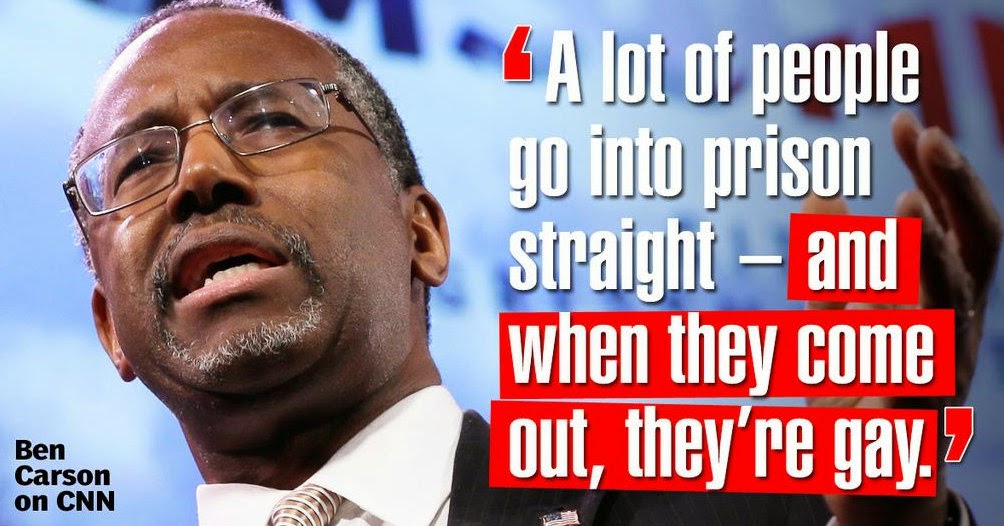 ‘A lot of people
go into prison
straight – and
when they come
out, they’re gay.’
Ben
Carson
on CNN